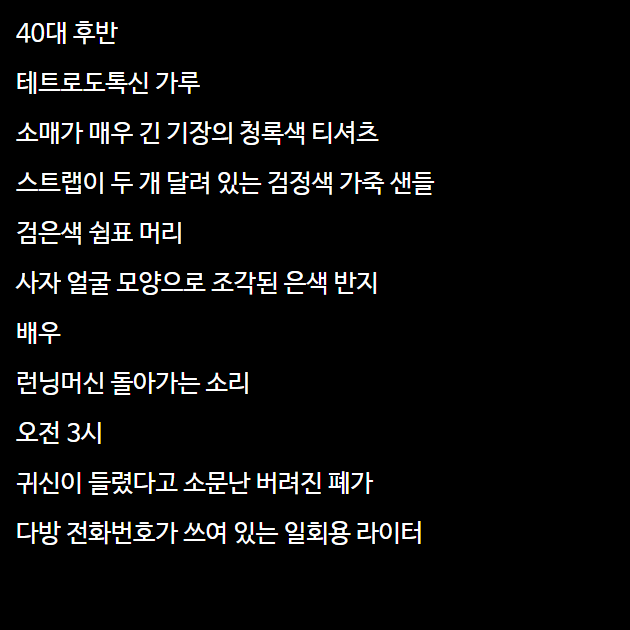 40대 후반
테트로도톡신 가루
소매가 매우 긴 기장의 청록색 티셔츠
스트랩이 두 개 달려 있는 검정색 가죽 샌들
검은색 쉼표 머리
사자 얼굴 모양으로 조각된 은색 반지
배우
런닝머신 돌아가는 소리
오전 3시
귀신이 들렸다고 소문난 버려진 폐가
다방 전화번호가 쓰여 있는 일회용 라이터